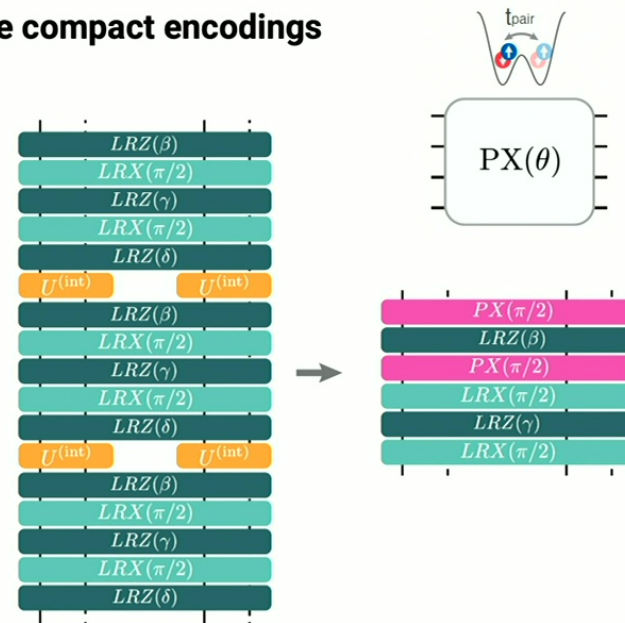 e compact encodings
tpair
PX(θ)
LRZ(β)
LRX(π/2)
LRZ(γ)
LRX(π/2)
LRZ(δ)
U(int) U(int)
LRZ(β)
LRX(π/2)
LRZ(γ)
LRX(π/2)
LRZ(δ)
U(int) U(int)
LRZ(β)
LRX(π/2)
LRZ(γ)
LRX(π/2)
LRZ(δ)
PX(π/2)
LRZ(β)
PX(π/2)
LRX(π/2)
LRZ(γ)
LRX(π/2)